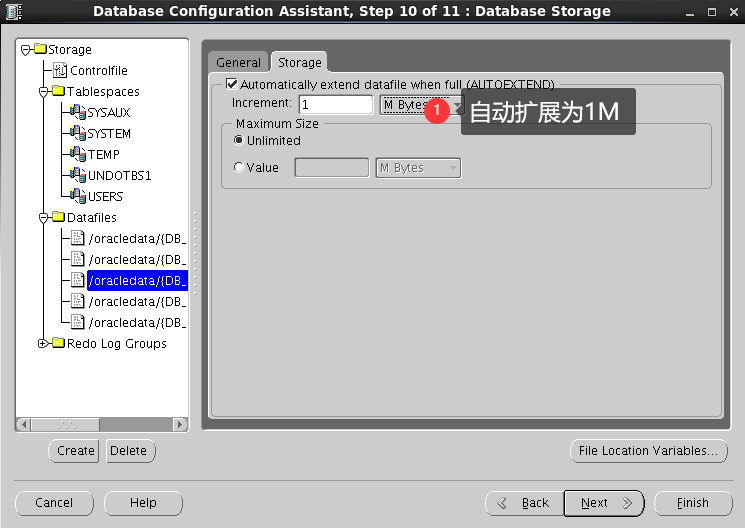 Database Configuration Assistant, Step 10 of 11 : Database Storage
Storage
Controlfile
Tablespaces
SYSAUX
SYSTEM
TEMP
UNDOTBS1
USERS
Datafiles
/oracledata/{DB_
/oracledata/{DB_
/oracledata/{DB_
/oracledata/{DB_
/oracledata/{DB_
Redo Log Groups
General
Storage
Automatically extend datafile when full (AUTOEXTEND)
Increment: 1 M Bytes
1 自动扩展为1M
Maximum Size
Unlimited
Value M Bytes
Create Delete File Location Variables...
Cancel Help Back Next Finish